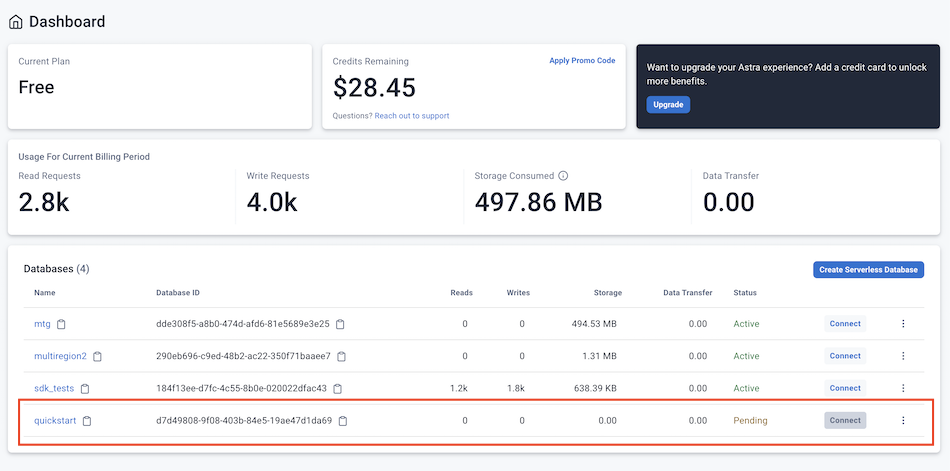 Dashboard
Current Plan
Free
Credits Remaining
Apply Promo Code
$28.45
Questions? Reach out to support
Want to upgrade your Astra experience? Add a credit card to unlock
more benefits.
Upgrade
Usage For Current Billing Period
Read Requests
2.8k
Write Requests
4.0k
Storage Consumed
497.86 MB
Data Transfer
0.00
Databases (4)
Create Serverless Database
Name Database ID Reads Writes Storage Data Transfer Status
mtg dde308f5-a8b0-474d-afd6-81e5689e3e25 0 0 494.53 MB 0.00 Active Connect
multiregion2 290eb696-c9ed-48b2-ac22-350f71baaee7 0 0 1.31 MB 0.00 Active Connect
sdk_tests 184f13ee-d7fc-4c55-8b0e-020022dfac43 1.2k 1.8k 638.39 KB 0.00 Active Connect
quickstart d7d49808-9f08-403b-84e5-19ae47d1da69 0 0 0.00 0.00 Pending Connect